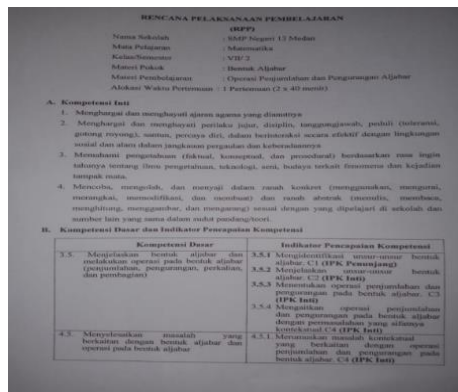 RENCANA PELAKSANAAN PEMBELAJARAN
(RPP)
Nama Sekolah : SMP Negeri 13 Medan
Mata Pelajaran : Matematika
Kelas/Semester : VII/ 2
Materi Pokok : Bentuk Aljabar
Materi Pembelajaran : Operasi Penjumlahan dan Pengurangan Aljabar
Alokasi Waktu Pertemuan : 1 Pertemuan (2 x 40 menit)
A. Kompetensi Inti
1. Menghargai dan menghayati ajaran agama yang dianutnya
2. Menghargai dan menghayati perilaku jujur, disiplin, tanggungjawab, peduli (toleransi,
gotong royong), santun, percaya diri, dalam berinteraksi secara efektif dengan lingkungan
sosial dan alam dalam jangkauan pergaulan dan keberadaannya
3. Memahami pengetahuan (faktual, konseptual, dan prosedural) berdasarkan rasa ingin
tahunya tentang ilmu pengetahuan, teknologi, seni, budaya terkait fenomena dan kejadian
tampak mata.
4. Mencoba, mengolah, dan menyaji dalam ranah konkret (menggunakan, mengurai,
merangkai, memodifikasi, dan membuat) dan ranah abstrak (menulis, membaca,
menghitung, menggambar, dan mengarang) sesuai dengan yang dipelajari di sekolah dan
sumber lain yang sama dalam sudut pandang/teori.
B. Kompetensi Dasar dan Indikator Pencapaian Kompetensi
Kompetensi Dasar
3.5. Menjelaskan bentuk aljabar dan
melakukan operasi pada bentuk aljabar
(penjumlahan, pengurangan, perkalian,
dan pembagian)
Indikator Pencapaian Kompetensi
3.5.1 Mengidentifikasi unsur-unsur bentuk
aljabar. C1 (IPK Penunjang)
3.5.2 Menjelaskan unsur-unsur bentuk
aljabar. C2 (IPK Inti)
3.5.3 Menentukan operasi penjumlahan dan
pengurangan pada bentuk aljabar. C3
(IPK Inti)
3.5.4 Mengaitkan operasi penjumlahan
dan pengurangan pada bentuk aljabar
dengan permasalahan yang sifatnya
kontekstual C4 (IPK Inti)
4.5. Menyelesaikan masalah yang
berkaitan dengan bentuk aljabar dan
operasi pada bentuk aljabar
4.5.1 Merumuskan masalah kontekstual
yang berkaitan dengan operasi
penjumlahan dan pengurangan pada
bentuk aljabar. C4 (IPK Inti)